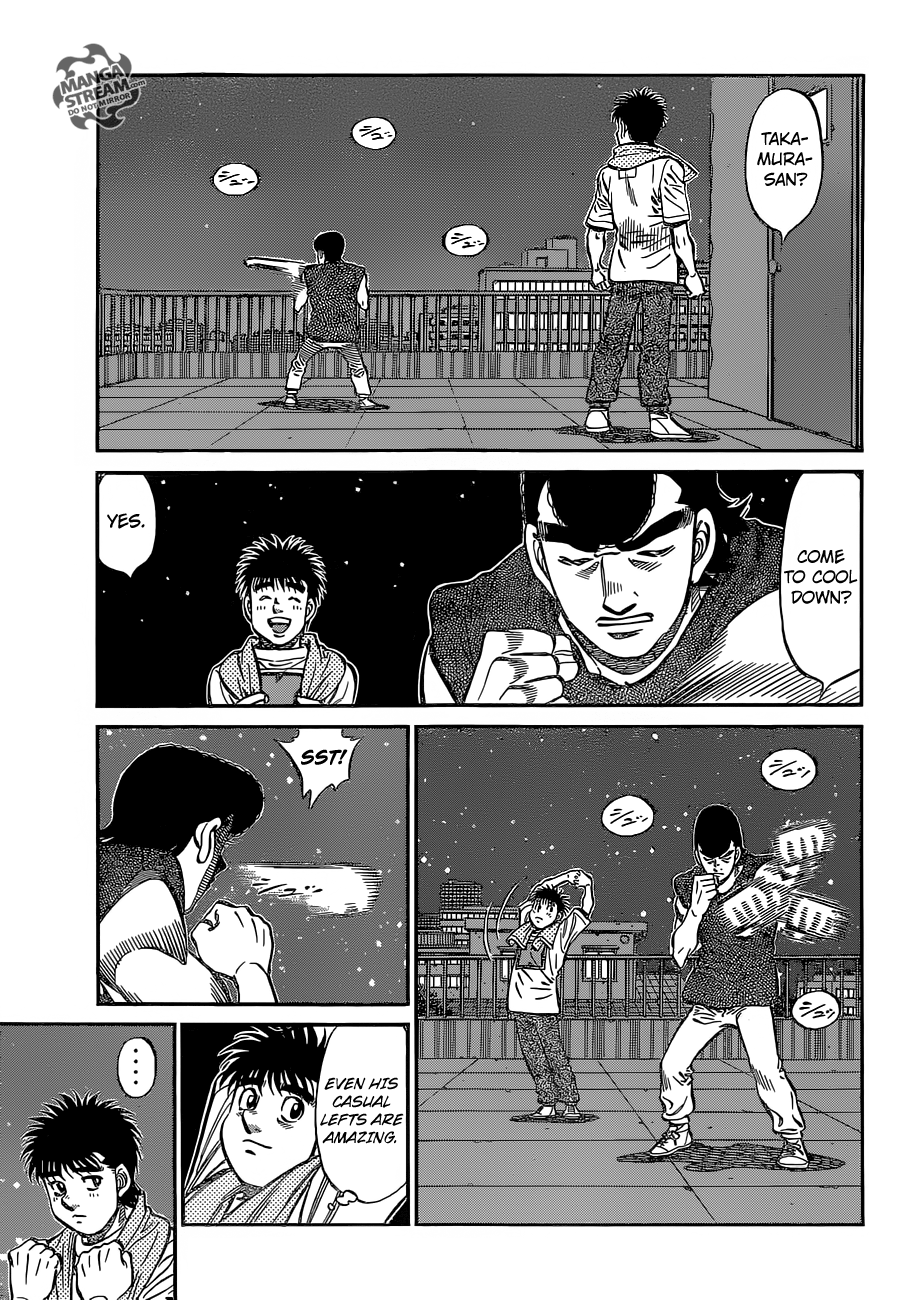 MANGA
STREAM.com
DO NOT MIRROR
TAKA-
MURA-
SAN?
COME
TO COOL
DOWN?
YES.
SST!
EVEN HIS
CASUAL
LEFTS ARE
AMAZING.
...